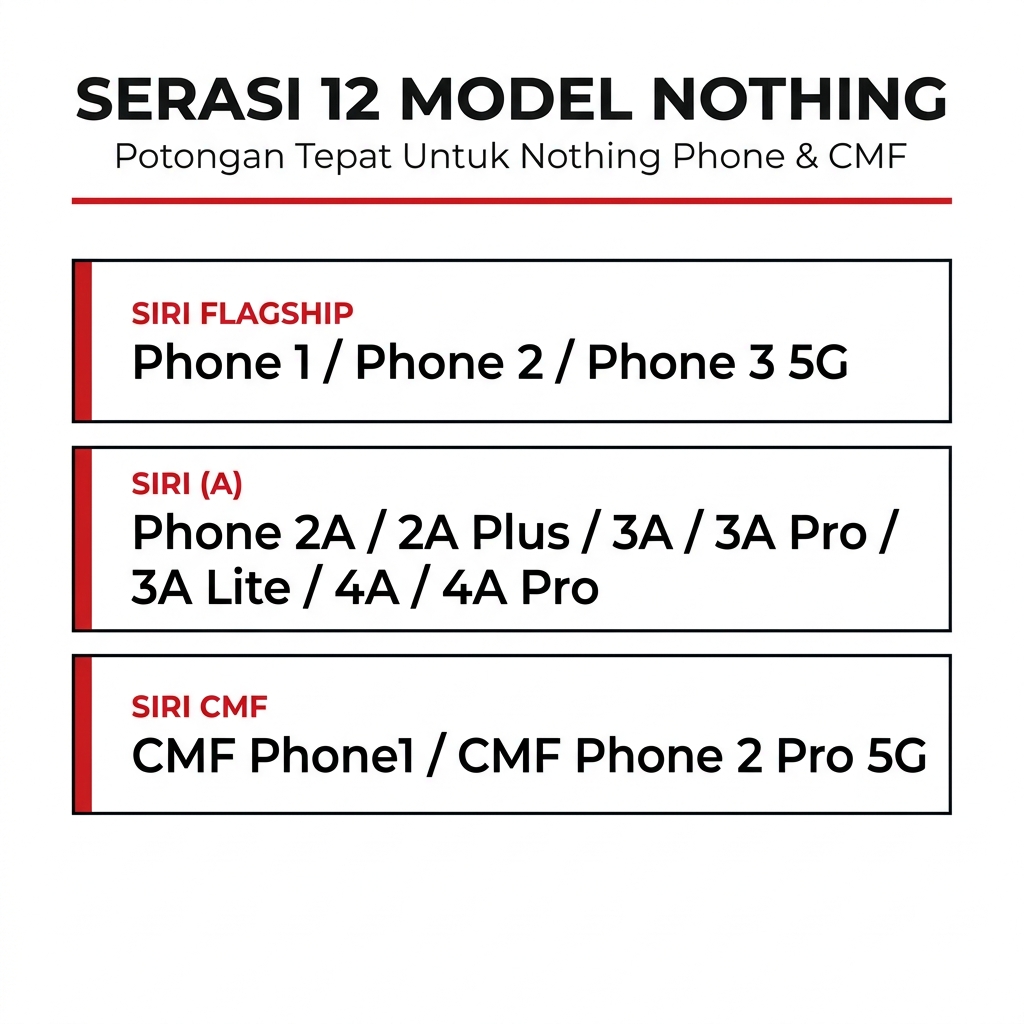 SERASI 12 MODEL NOTHING
Potongan Tepat Untuk Nothing Phone & CMF
SIRI FLAGSHIP
Phone 1 / Phone 2 / Phone 3 5G
SIRI (A)
Phone 2A / 2A Plus / 3A / 3A Pro /
3A Lite / 4A / 4A Pro
SIRI CMF
CMF Phone1 / CMF Phone 2 Pro 5G